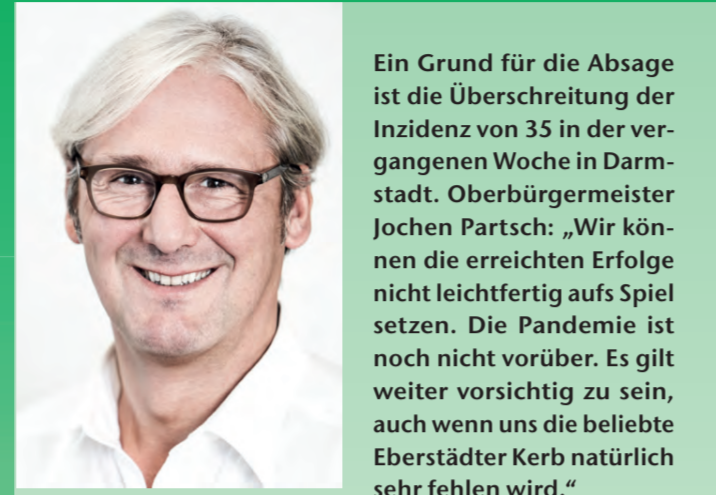 Ein Grund für die Absage
ist die Überschreitung der
Inzidenz von 35 in der ver-
gangenen Woche in Darm-
stadt. Oberbürgermeister
Jochen Partsch: „Wir kön-
nen die erreichten Erfolge
nicht leichtfertig aufs Spiel
setzen. Die Pandemie ist
noch nicht vorüber. Es gilt
weiter vorsichtig zu sein,
auch wenn uns die beliebte
Eberstädter Kerb natürlich
sehr fehlen wird.“